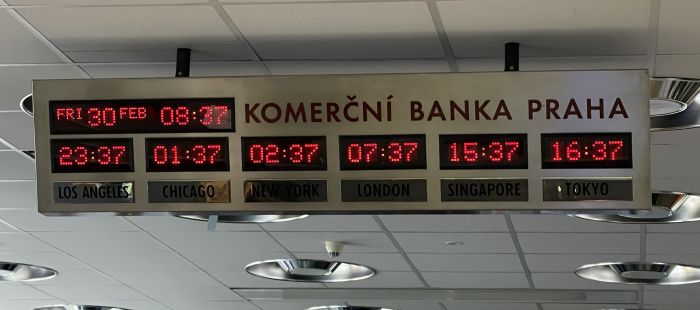 FRI 30 FEB 08:37 KOMERČNÍ BANKA PRAHA
23:37 01:37 02:37 07:37 15:37 16:37
LOS ANGELES CHICAGO NEW YORK LONDON SINGAPORE TOKYO